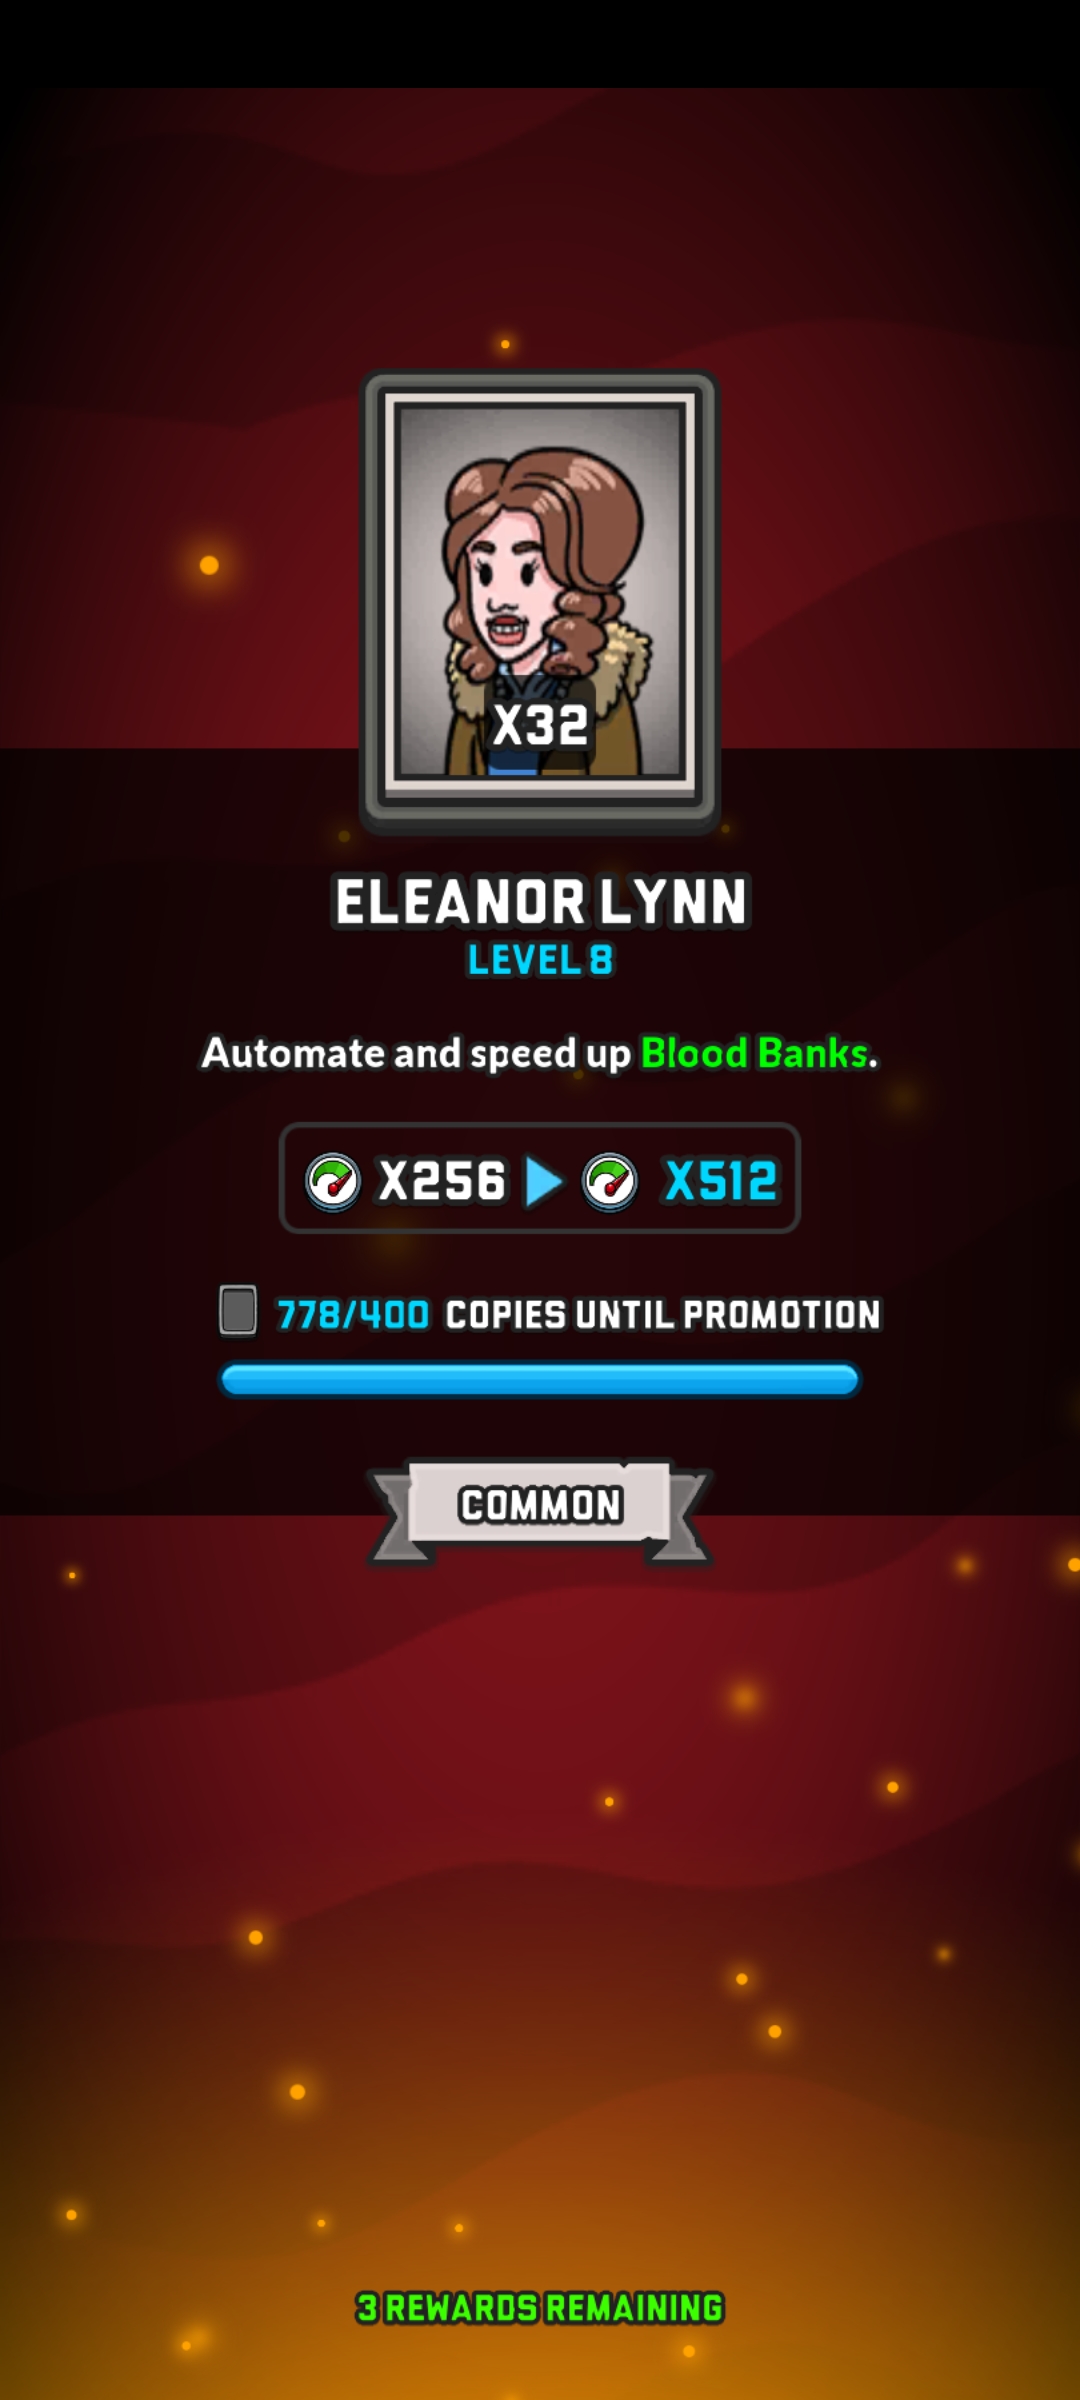 X32
ELEANOR LYNN
LEVEL 8
Automate and speed up Blood Banks.
X256 X512
778/400 COPIES UNTIL PROMOTION
COMMON
3 REWARDS REMAINING